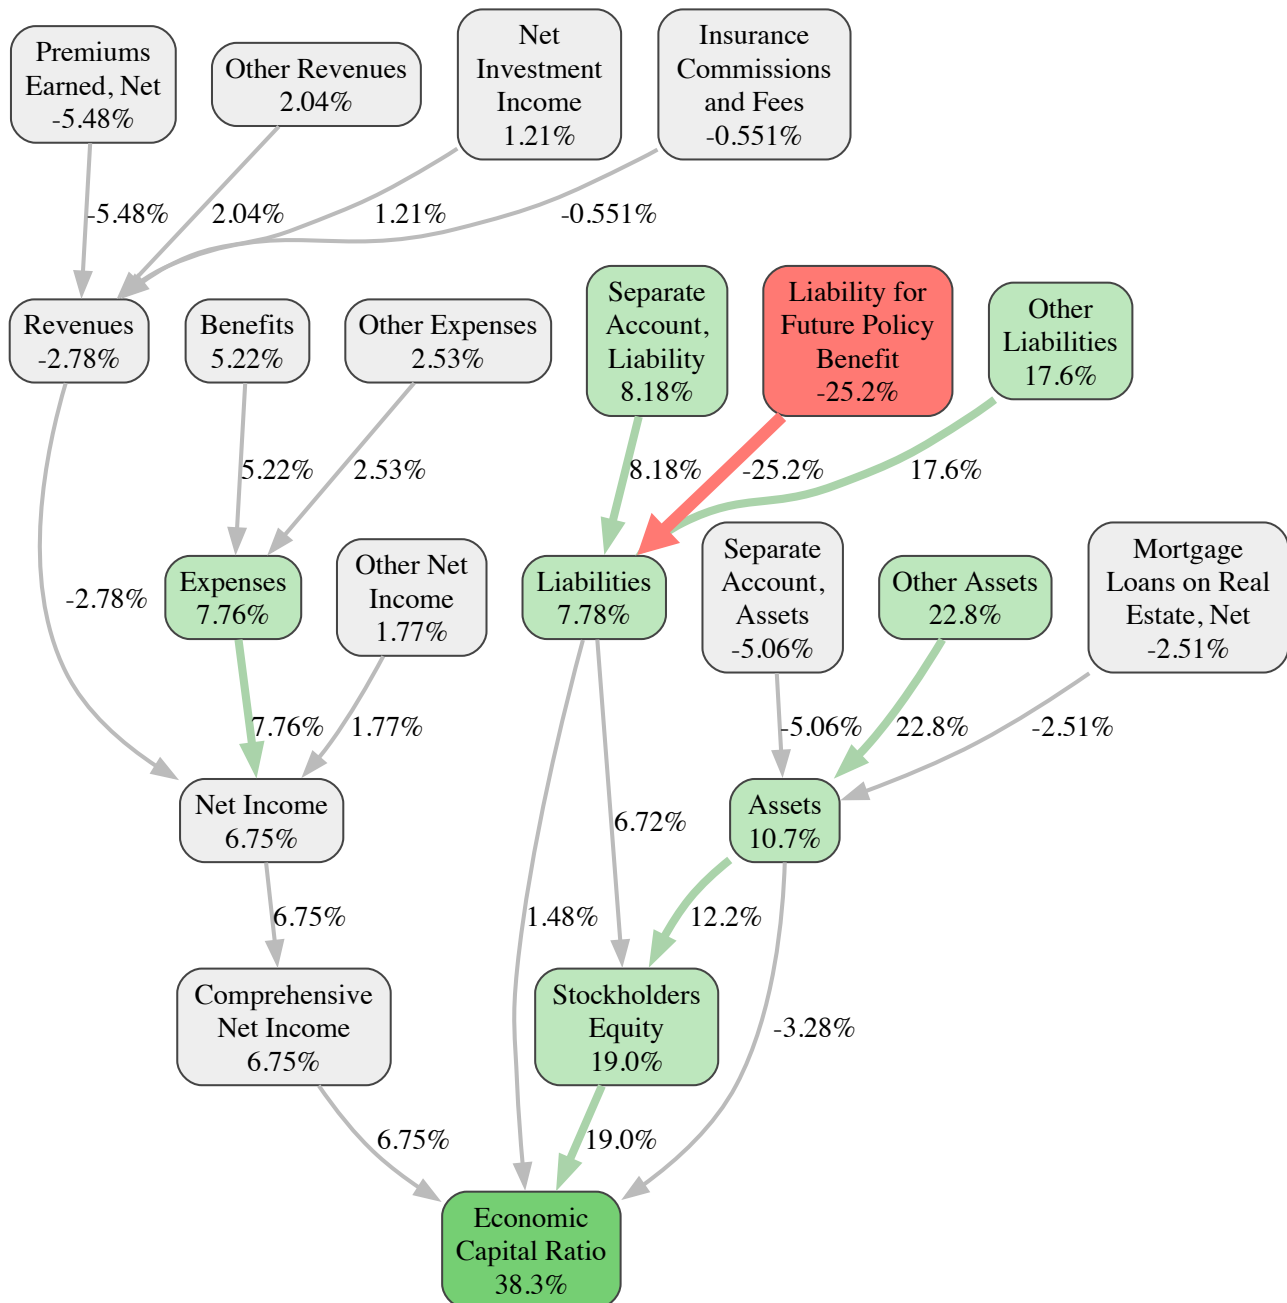 Premiums
Earned, Net
-5.48%
Other Revenues
2.04%
Net
Investment
Income
1.21%
Insurance
Commissions
and Fees
-0.551%
-5.48%
2.04%
1.21%
-0.551%
Revenues
-2.78%
Benefits
5.22%
Other Expenses
2.53%
Separate
Account,
Liability
8.18%
Liability for
Future Policy
Benefit
-25.2%
Other
Liabilities
17.6%
5.22%
2.53%
8.18%
-25.2%
17.6%
-2.78%
Expenses
7.76%
Other Net
Income
1.77%
Liabilities
7.78%
Separate
Account,
Assets
-5.06%
Other Assets
22.8%
Mortgage
Loans on Real
Estate, Net
-2.51%
7.76%
1.77%
-5.06%
22.8%
-2.51%
Net Income
6.75%
6.72%
Assets
10.7%
6.75%
1.48%
12.2%
Comprehensive
Net Income
6.75%
Stockholders
Equity
19.0%
-3.28%
6.75%
19.0%
Economic
Capital Ratio
38.3%